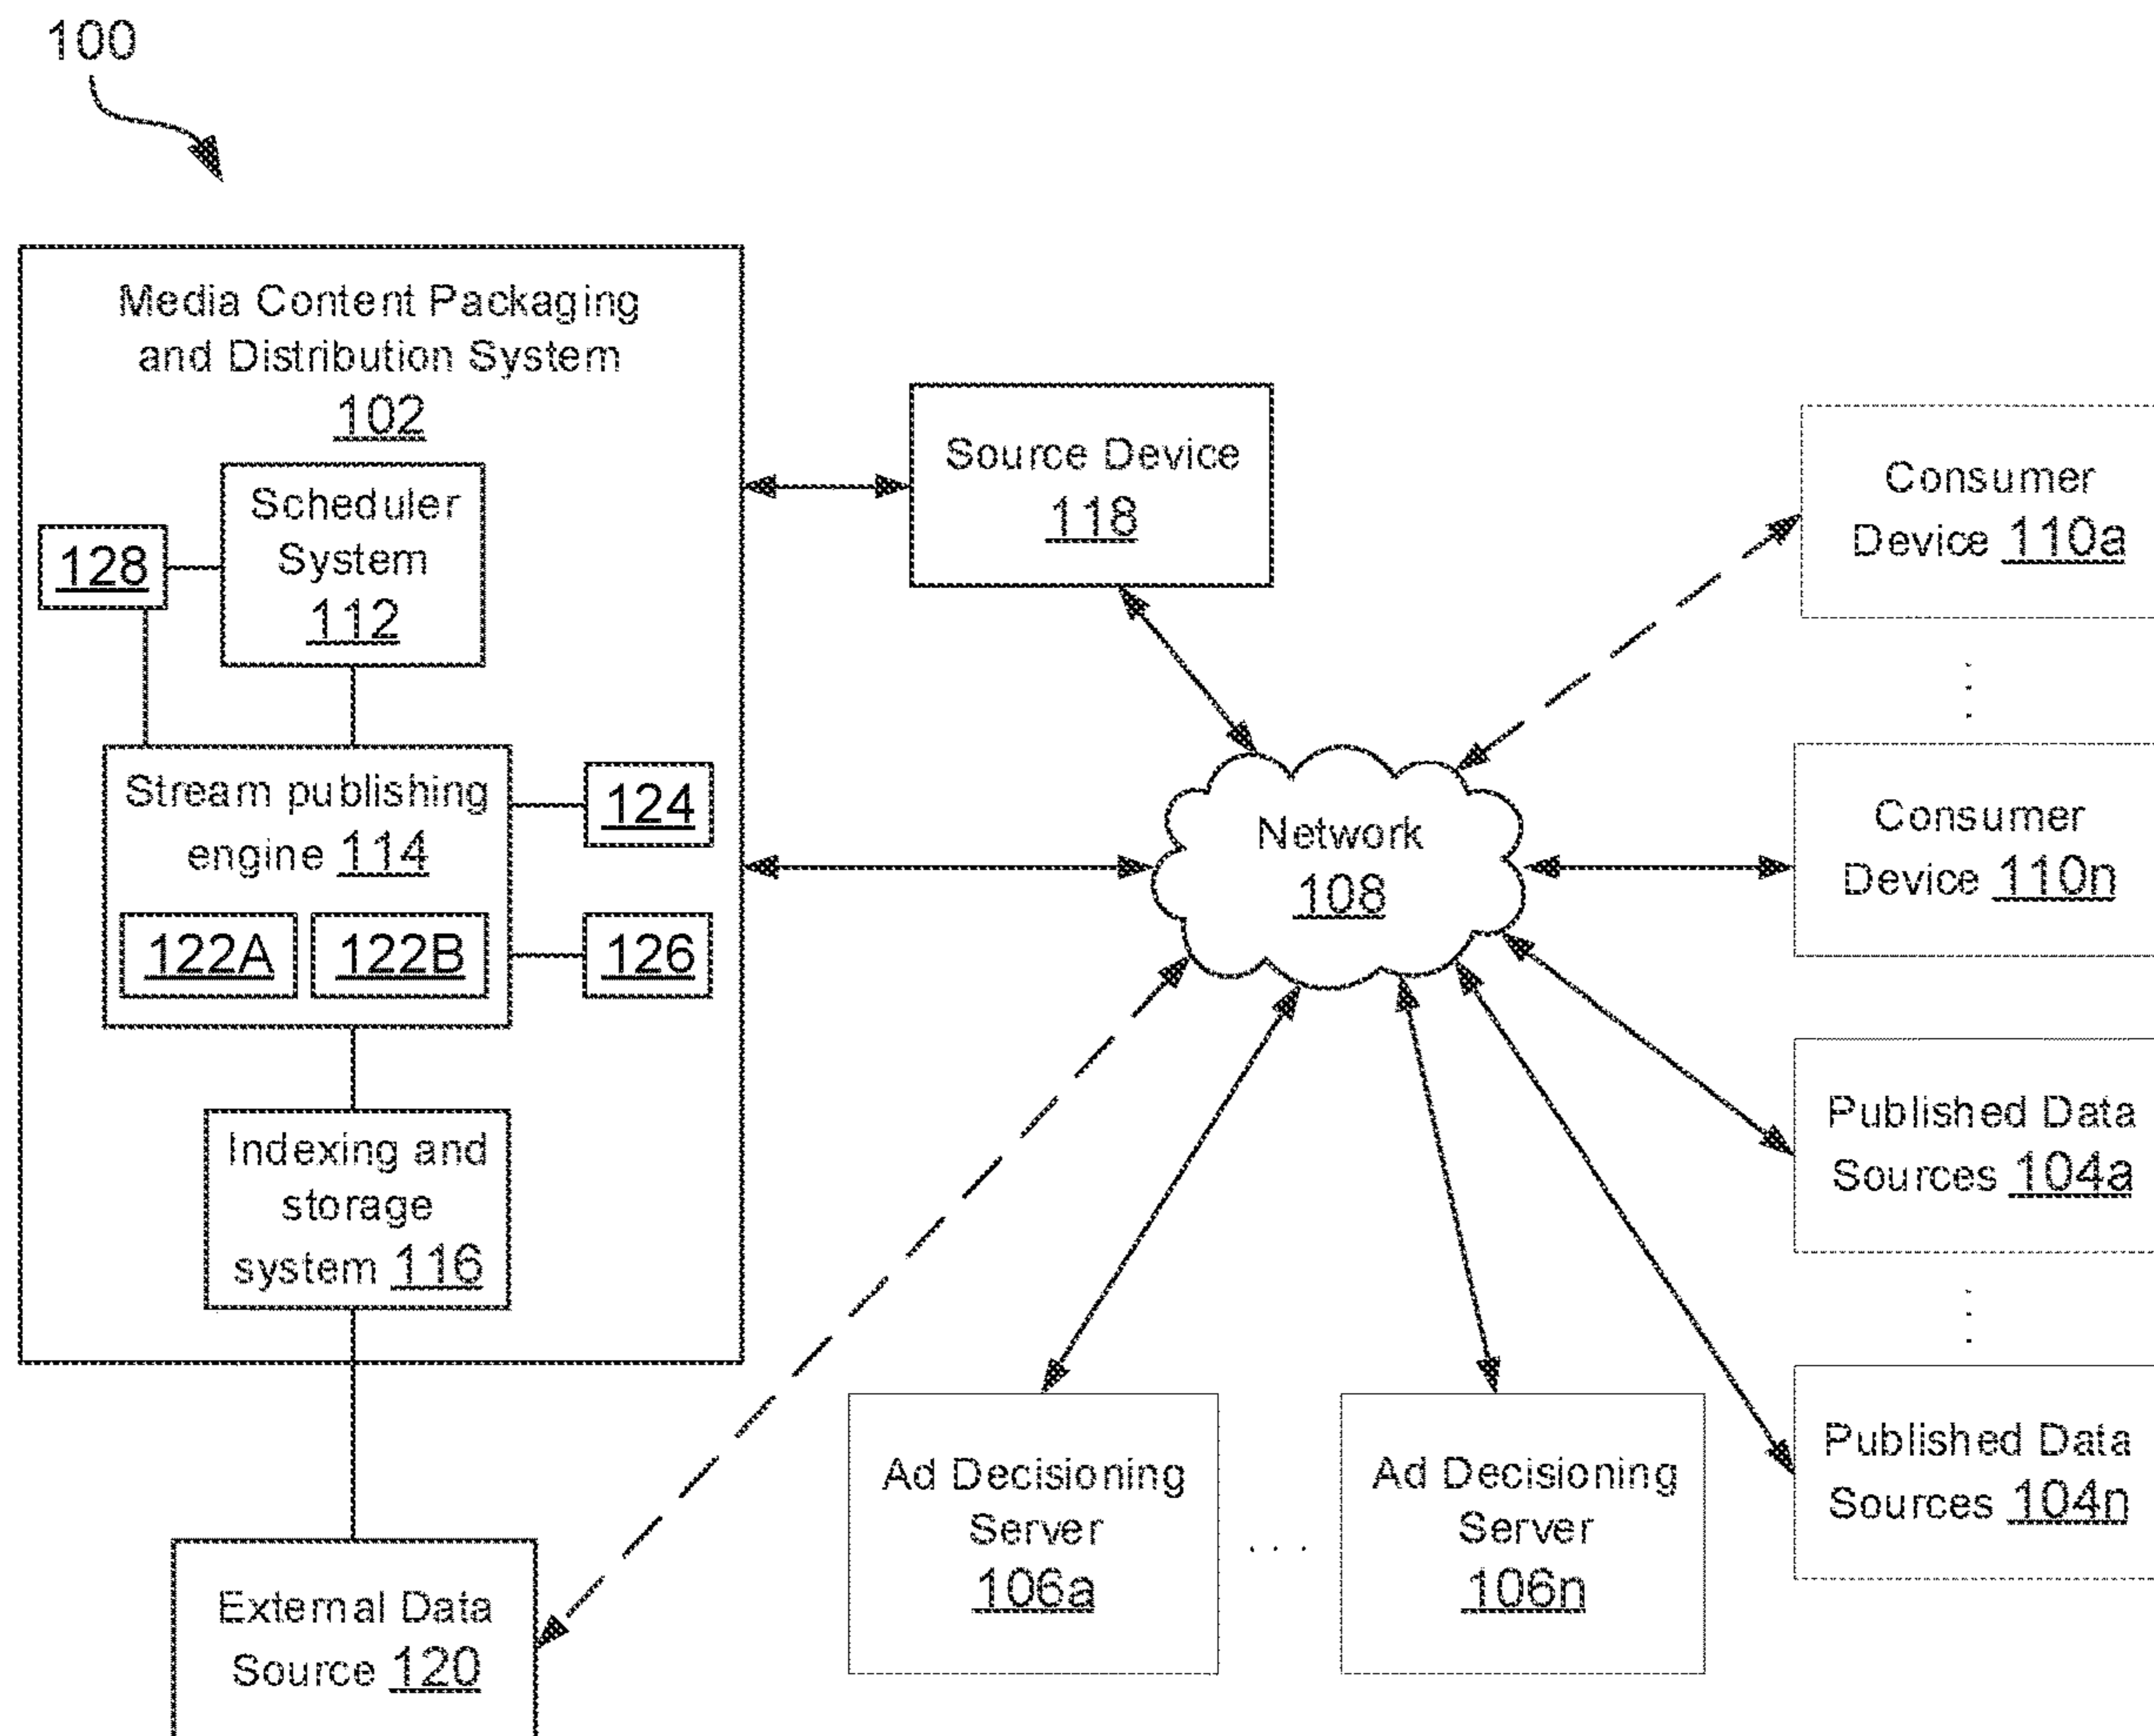 100
Media Content Packaging
and Distribution System
102
Scheduler
System
112
128
Stream publishing
engine 114
122A
122B
124
126
Indexing and
storage
system 116
External Data
Source 120
Source Device
118
Network
108
Consumer
Device 110a
Consumer
Device 110n
Published Data
Sources 104a
Published Data
Sources 104n
Ad Decisioning
Server
106a
. . .
Ad Decisioning
Server
106n